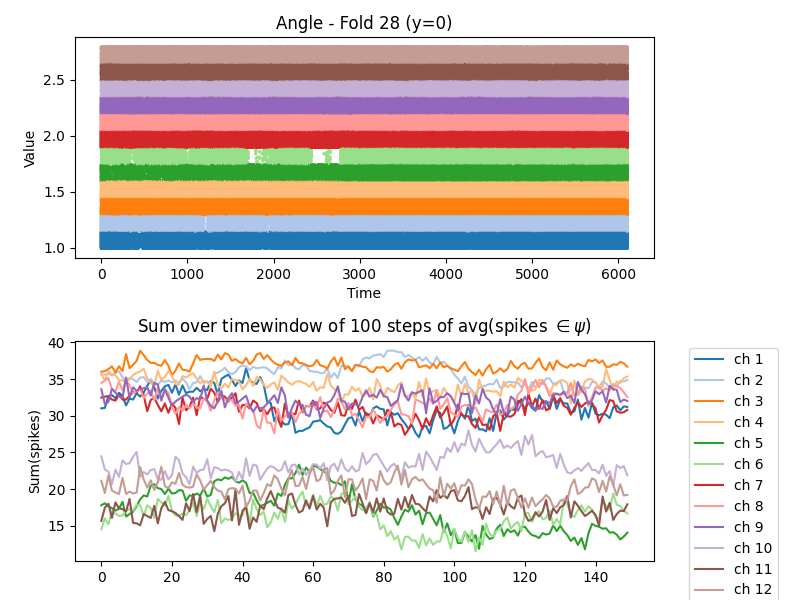 Angle - Fold 28 (y=0)
Value
2.5
2.0
1.5
1.0
0 1000 2000 3000 4000 5000 6000
Time
Sum over timewindow of 100 steps of avg(spikes ∈ ψ)
Sum(spikes)
40
35
30
25
20
15
0 20 40 60 80 100 120 140
ch 1
ch 2
ch 3
ch 4
ch 5
ch 6
ch 7
ch 8
ch 9
ch 10
ch 11
ch 12